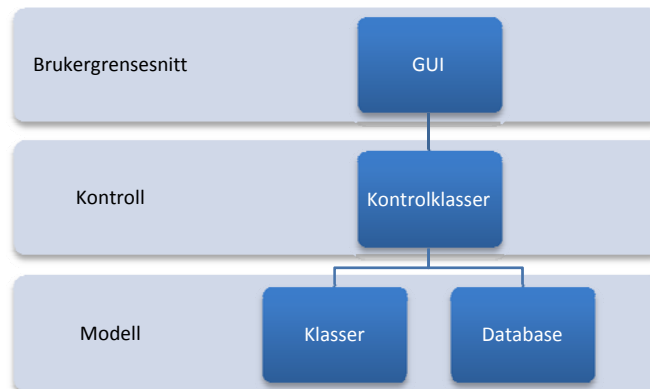 Brukergrensesnitt
GUI
Kontroll
Kontrolklasser
Modell
Klasser
Database